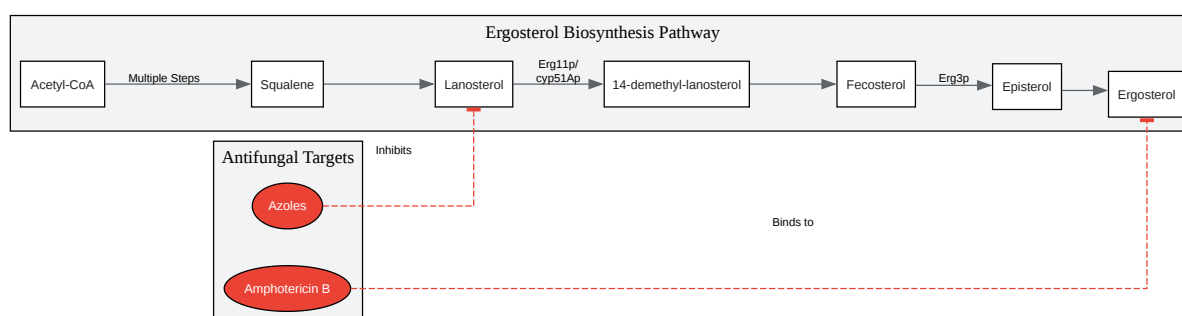 Ergosterol Biosynthesis Pathway
Acetyl-CoA
Multiple Steps
Squalene
Lanosterol
Erg11p/
cyp51Ap
14-demethyl-lanosterol
Fecosterol
Erg3p
Episterol
Ergosterol
Antifungal Targets
Inhibits
Azoles
Binds to
Amphotericin B